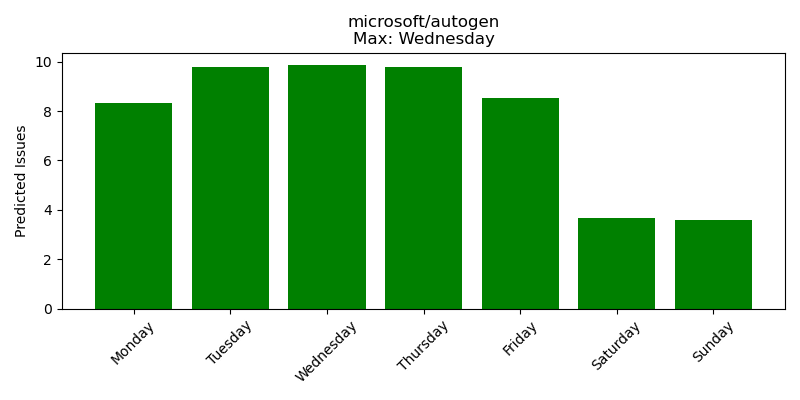 microsoft/autogen
Max: Wednesday
Predicted Issues
10
8
6
4
2
0
Monday
Tuesday
Wednesday
Thursday
Friday
Saturday
Sunday